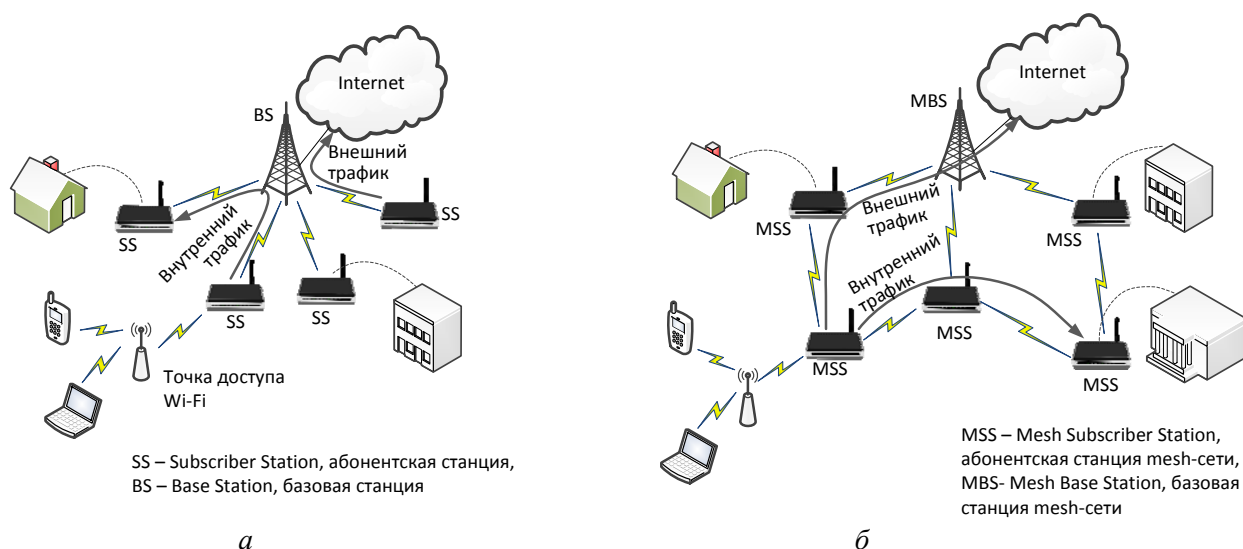 Internet
BS
Внешний
трафик
SS
SS
Внутренний
трафик
SS
SS
Точка доступа
Wi-Fi
SS – Subscriber Station, абонентская станция,
BS – Base Station, базовая станция
а
Internet
MBS
MSS
Внешний
трафик
MSS
Внутренний
трафик
MSS
MSS
MSS
MSS – Mesh Subscriber Station,
абонентская станция mesh-сети,
MBS- Mesh Base Station, базовая
станция mesh-сети
б